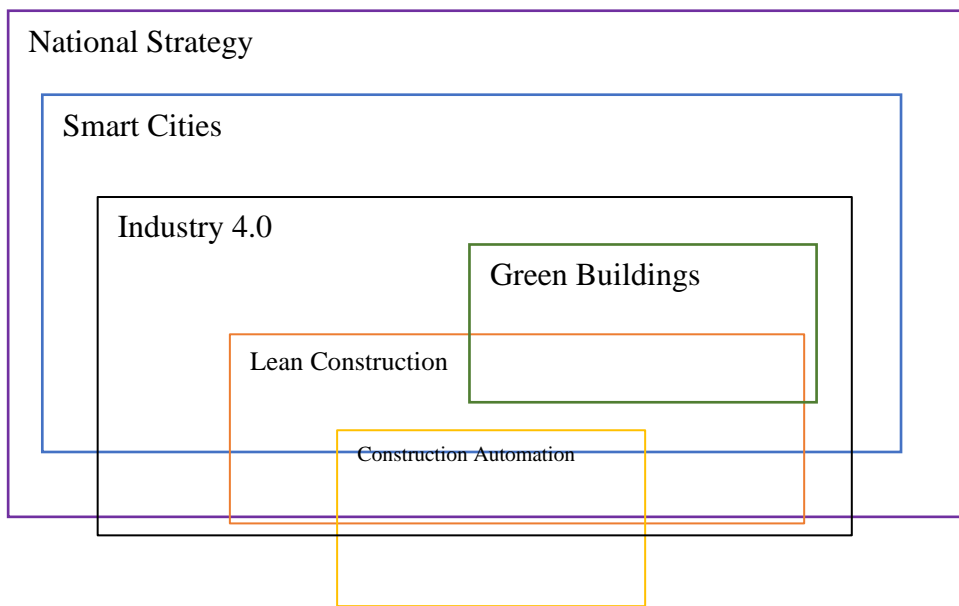 National Strategy
Smart Cities
Industry 4.0
Green Buildings
Lean Construction
Construction Automation